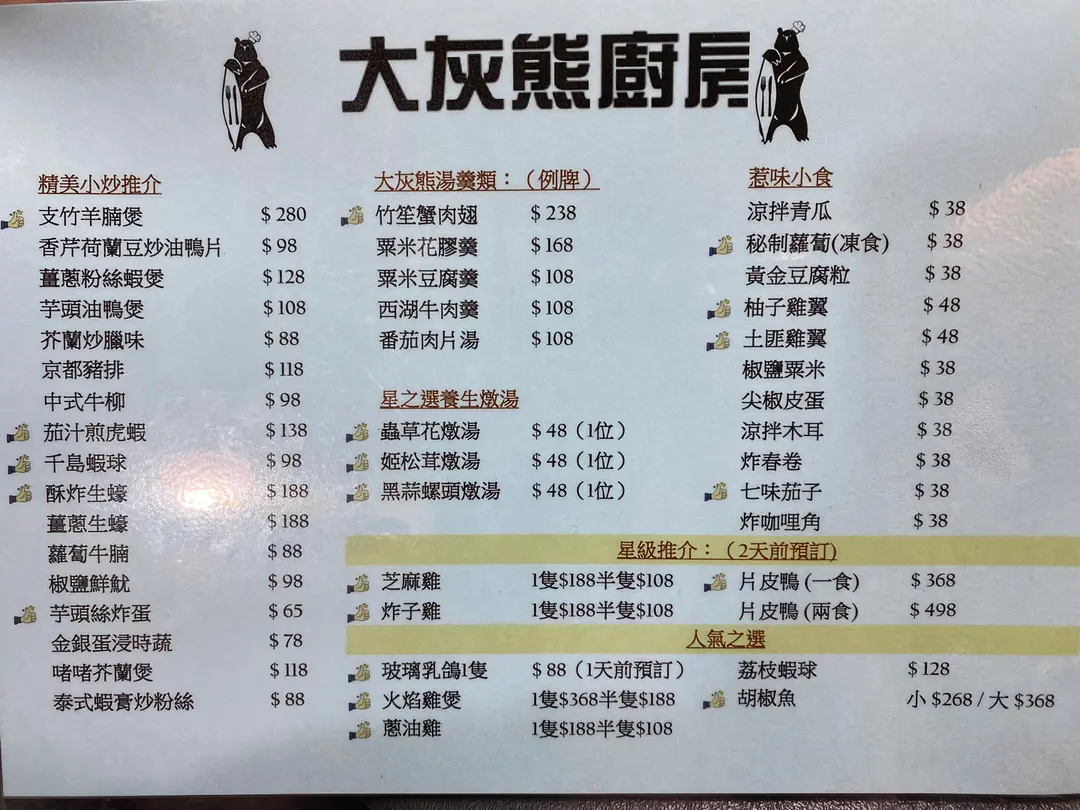 大灰熊廚房
精美小炒推介
支竹羊腩煲 $280
香芹荷蘭豆炒油鴨片 $98
薑蔥粉絲蝦煲 $128
芋頭油鴨煲 $108
芥蘭炒臘味 $88
京都豬排 $118
中式牛柳 $98
茄汁煎虎蝦 $138
千島蝦球 $98
酥炸生蠔 $188
薑蔥生蠔 $188
蘿蔔牛腩 $88
椒鹽鮮魷 $98
芋頭絲炸蛋 $65
金銀蛋浸時蔬 $78
啫啫芥蘭煲 $118
泰式蝦膏炒粉絲 $88
大灰熊湯羹類：（例牌）
竹笙蟹肉翅 $238
粟米花膠羹 $168
粟米豆腐羹 $108
西湖牛肉羹 $108
番茄肉片湯 $108
星之選養生燉湯
蟲草花燉湯 $48（1位）
姬松茸燉湯 $48（1位）
黑蒜螺頭燉湯 $48（1位）
惹味小食
涼拌青瓜 $38
秘制蘿蔔(凍食) $38
黃金豆腐粒 $38
柚子雞翼 $48
土匪雞翼 $48
椒鹽粟米 $38
尖椒皮蛋 $38
涼拌木耳 $38
炸春卷 $38
七味茄子 $38
炸咖哩角 $38
星級推介：（2天前預訂)
芝麻雞 1隻$188半隻$108
炸子雞 1隻$188半隻$108
片皮鴨 (一食) $368
片皮鴨 (兩食) $498
人氣之選
玻璃乳鴿1隻 $88（1天前預訂）
火焰雞煲 1隻$368半隻$188
蔥油雞 1隻$188半隻$108
荔枝蝦球 $128
胡椒魚 小 $268 / 大 $368